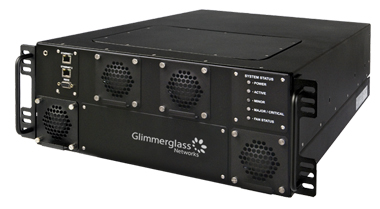 SYSTEM STATUS
POWER
ACTIVE
MINOR
MAJOR / CRITICAL
FAN STATUS
Glimmerglass
Networks